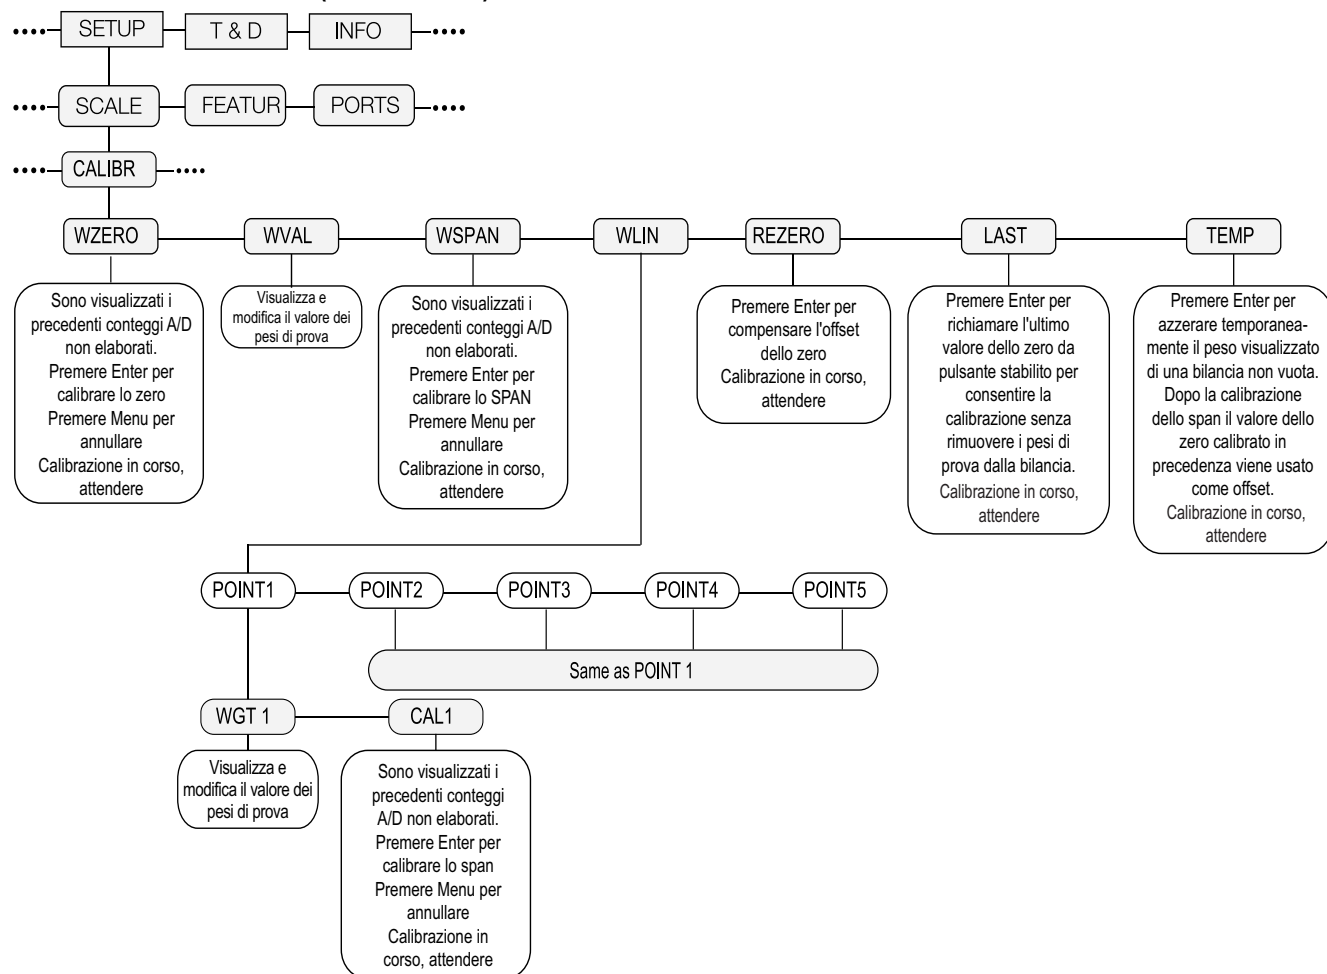 SETUP
T & D
INFO
SCALE
FEATUR
PORTS
CALIBR
WZERO
WVAL
WSPAN
WLIN
REZERO
LAST
TEMP
Sono visualizzati i
precedenti conteggi A/D
non elaborati.
Premere Enter per
calibrare lo zero
Premere Menu per
annullare
Calibrazione in corso,
attendere
Visualizza e
modifica il valore dei
pesi di prova
Sono visualizzati i
precedenti conteggi A/D
non elaborati.
Premere Enter per
calibrare lo SPAN
Premere Menu per
annullare
Calibrazione in corso,
attendere
Premere Enter per
compensare l'offset
dello zero
Calibrazione in corso,
attendere
Premere Enter per
richiamare l'ultimo
valore dello zero da
pulsante stabilito per
consentire la
calibrazione senza
rimuovere i pesi di
prova dalla bilancia.
Calibrazione in corso,
attendere
Premere Enter per
azzerare temporanea-
mente il peso visualizzato
di una bilancia non vuota.
Dopo la calibrazione
dello span il valore dello
zero calibrato in
precedenza viene usato
come offset.
Calibrazione in corso,
attendere
POINT1
POINT2
POINT3
POINT4
POINT5
Same as POINT 1
WGT 1
CAL1
Visualizza e
modifica il valore dei
pesi di prova
Sono visualizzati i
precedenti conteggi
A/D non elaborati.
Premere Enter per
calibrare lo span
Premere Menu per
annullare
Calibrazione in
corso, attendere